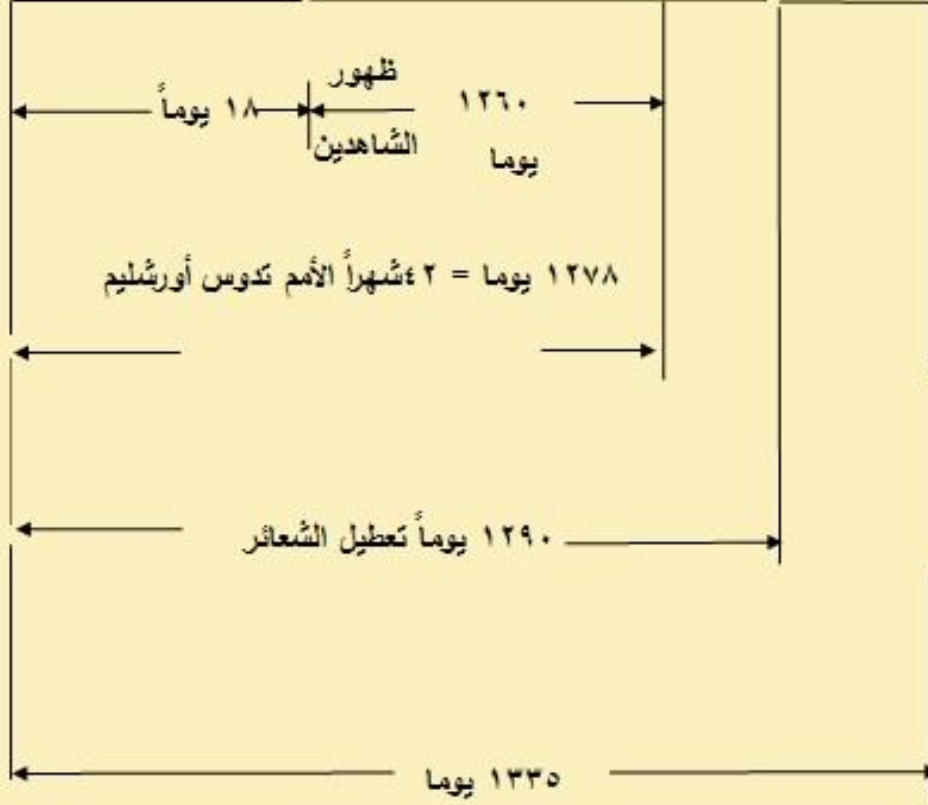 ظهور
١٨ يوماً
١٢٦٠
الشاهدين
يوما
١٢٧٨ يوما = ٤٢شهراً الأمم تدوس أورشليم
١٢٩٠ يوماً تعطيل الشعائر
١٣٣٥ يوما